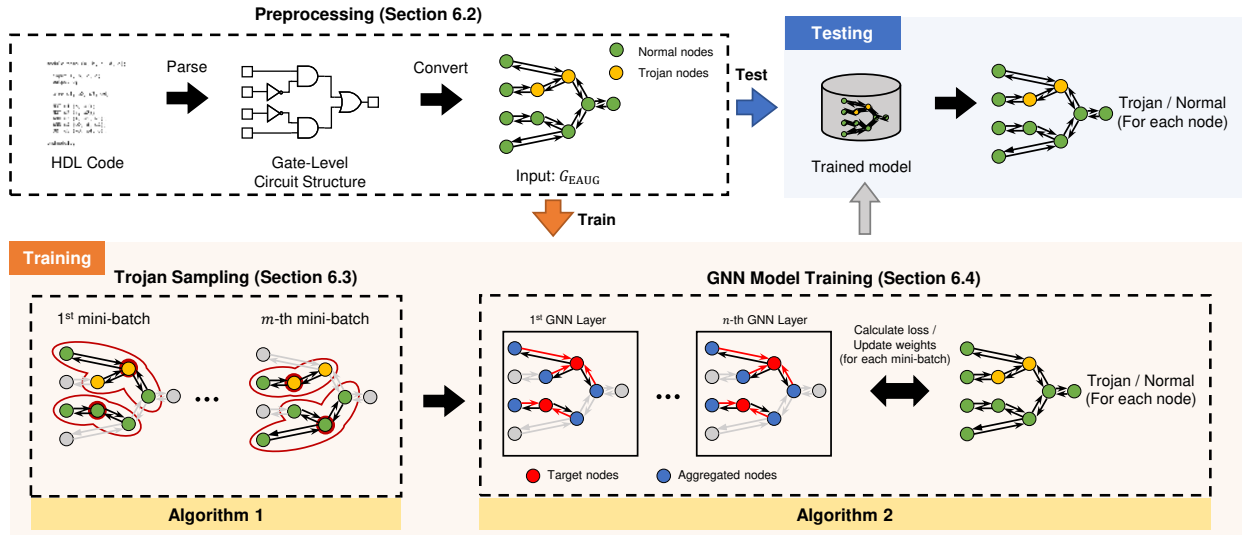 Preprocessing (Section 6.2)
Parse
Convert
HDL Code
Gate-Level
Circuit Structure
Normal nodes
Trojan nodes
Input: G_EAUG
Test
Train
Testing
Trained model
Trojan / Normal
(For each node)
Training
Trojan Sampling (Section 6.3)
1st mini-batch
m-th mini-batch
...
Algorithm 1
GNN Model Training (Section 6.4)
1st GNN Layer
n-th GNN Layer
...
Target nodes
Aggregated nodes
Calculate loss /
Update weights
(for each mini-batch)
Trojan / Normal
(For each node)
Algorithm 2